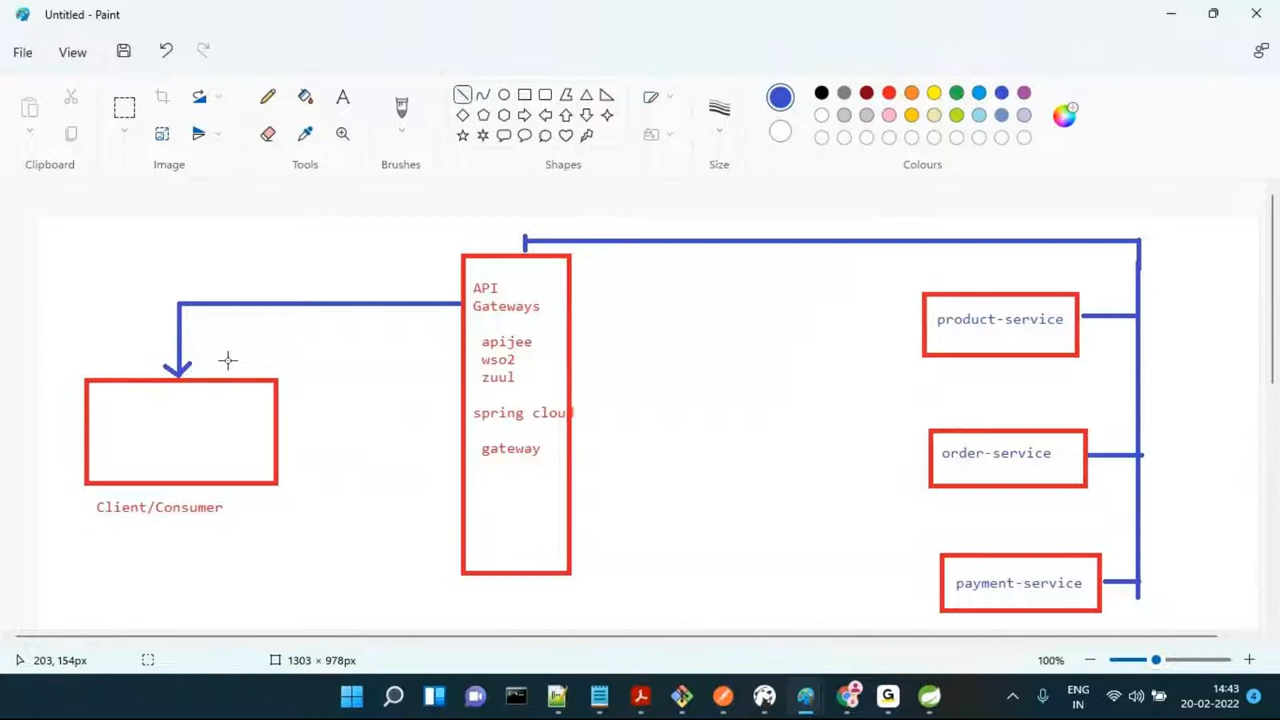 Untitled - Paint
File
View
Clipboard
Image
Tools
Brushes
Shapes
Size
Colours
API
Gateways
apijee
wso2
zuul
spring cloud
gateway
Client/Consumer
product-service
order-service
payment-service
203, 154px
1303 × 978px
100%
ENG
IN
14:43
20-02-2022
4